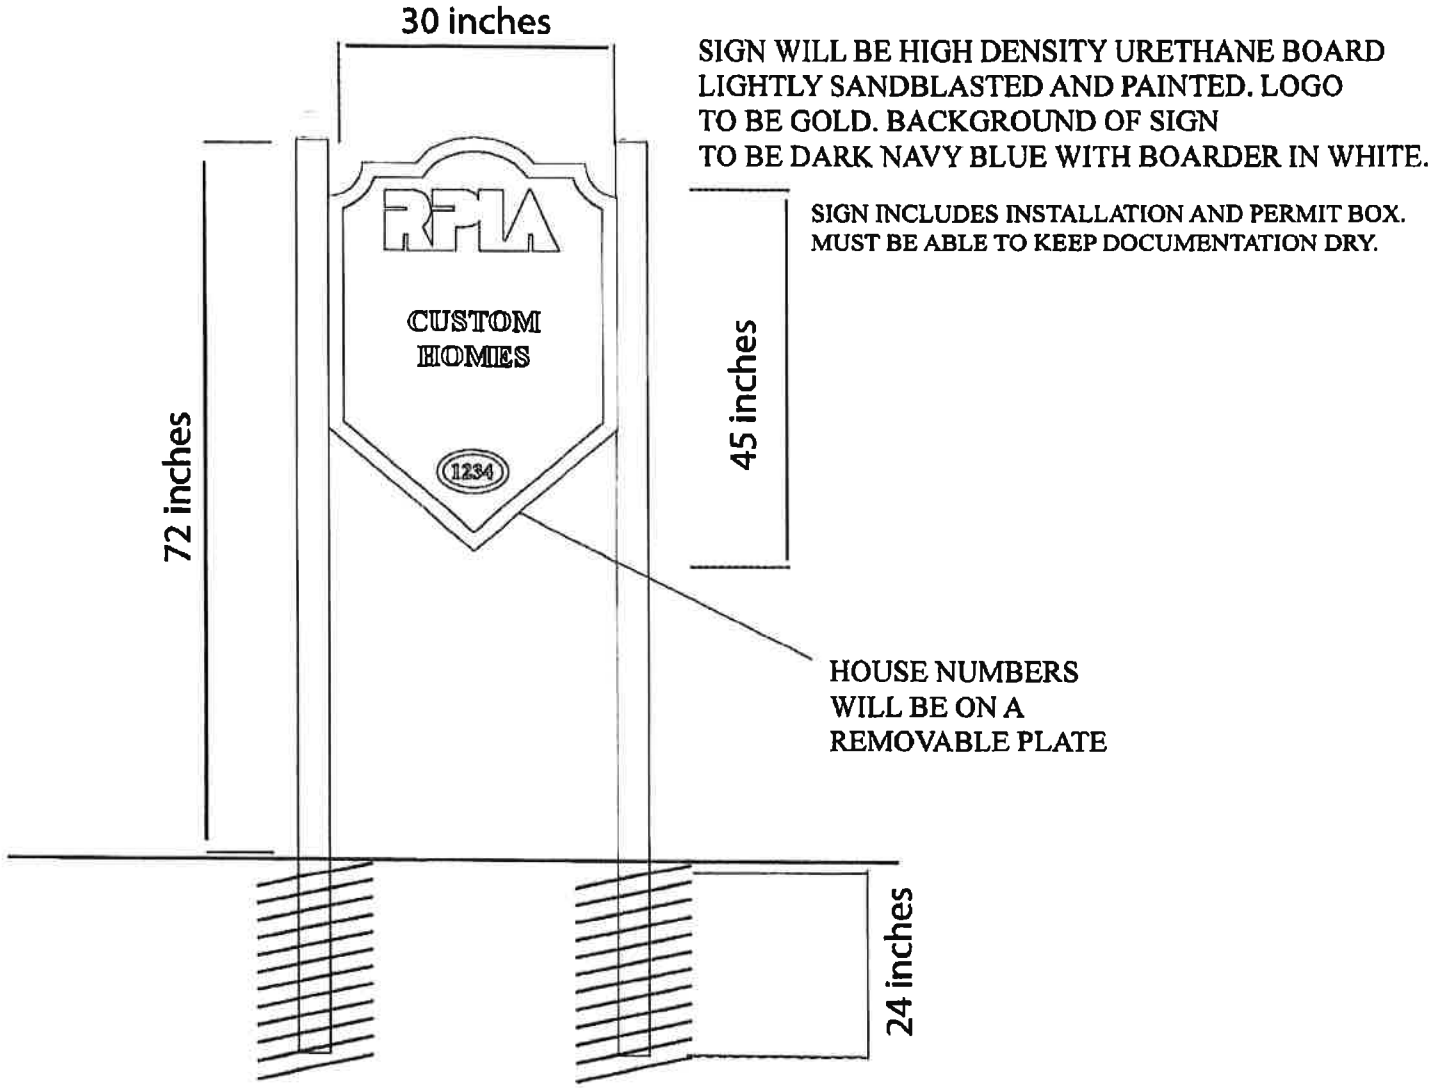 30 inches
SIGN WILL BE HIGH DENSITY URETHANE BOARD
LIGHTLY SANDBLASTED AND PAINTED. LOGO
TO BE GOLD. BACKGROUND OF SIGN
TO BE DARK NAVY BLUE WITH BOARDER IN WHITE.
SIGN INCLUDES INSTALLATION AND PERMIT BOX.
MUST BE ABLE TO KEEP DOCUMENTATION DRY.
RPIA
CUSTOM
HOMES
1234
72 inches
45 inches
HOUSE NUMBERS
WILL BE ON A
REMOVABLE PLATE
24 inches